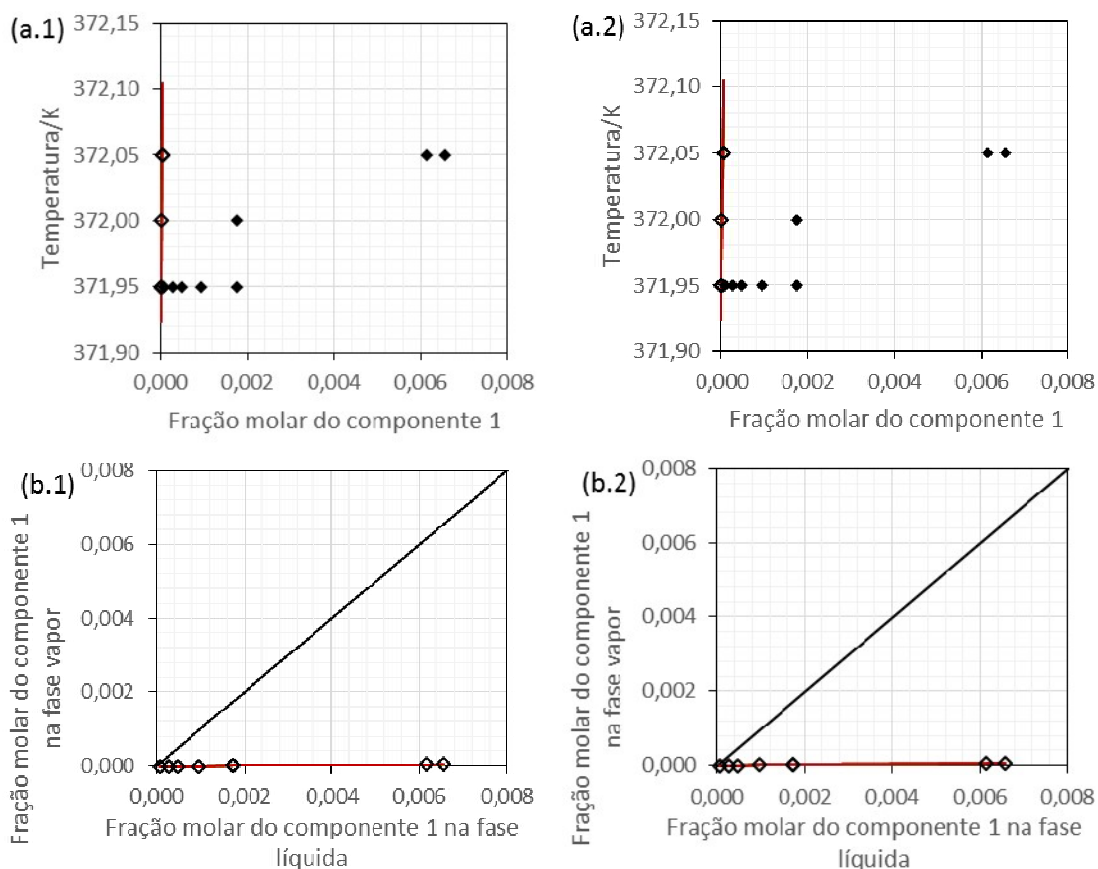 (a.1)
372,15
372,10
372,05
372,00
371,95
371,90
Temperatura/K
0,000 0,002 0,004 0,006 0,008
Fração molar do componente 1
(a.2)
372,15
372,10
372,05
372,00
371,95
371,90
Temperatura/K
0,000 0,002 0,004 0,006 0,008
Fração molar do componente 1
(b.1)
0,008
0,006
0,004
0,002
0,000
Fração molar do componente 1
na fase vapor
0,000 0,002 0,004 0,006 0,008
Fração molar do componente 1 na fase
líquida
(b.2)
0,008
0,006
0,004
0,002
0,000
Fração molar do componente 1
na fase vapor
0,000 0,002 0,004 0,006 0,008
Fração molar do componente 1 na fase
líquida